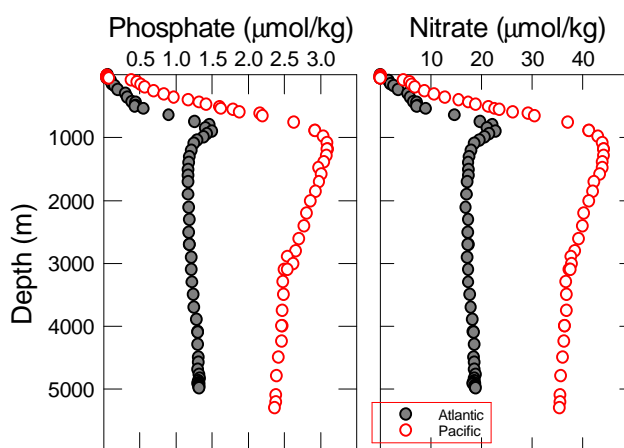 Phosphate (μmol/kg) Nitrate (μmol/kg)
0.5 1.0 1.5 2.0 2.5 3.0 10 20 30 40
1000
2000
3000
4000
5000
Depth (m)
Atlantic
Pacific